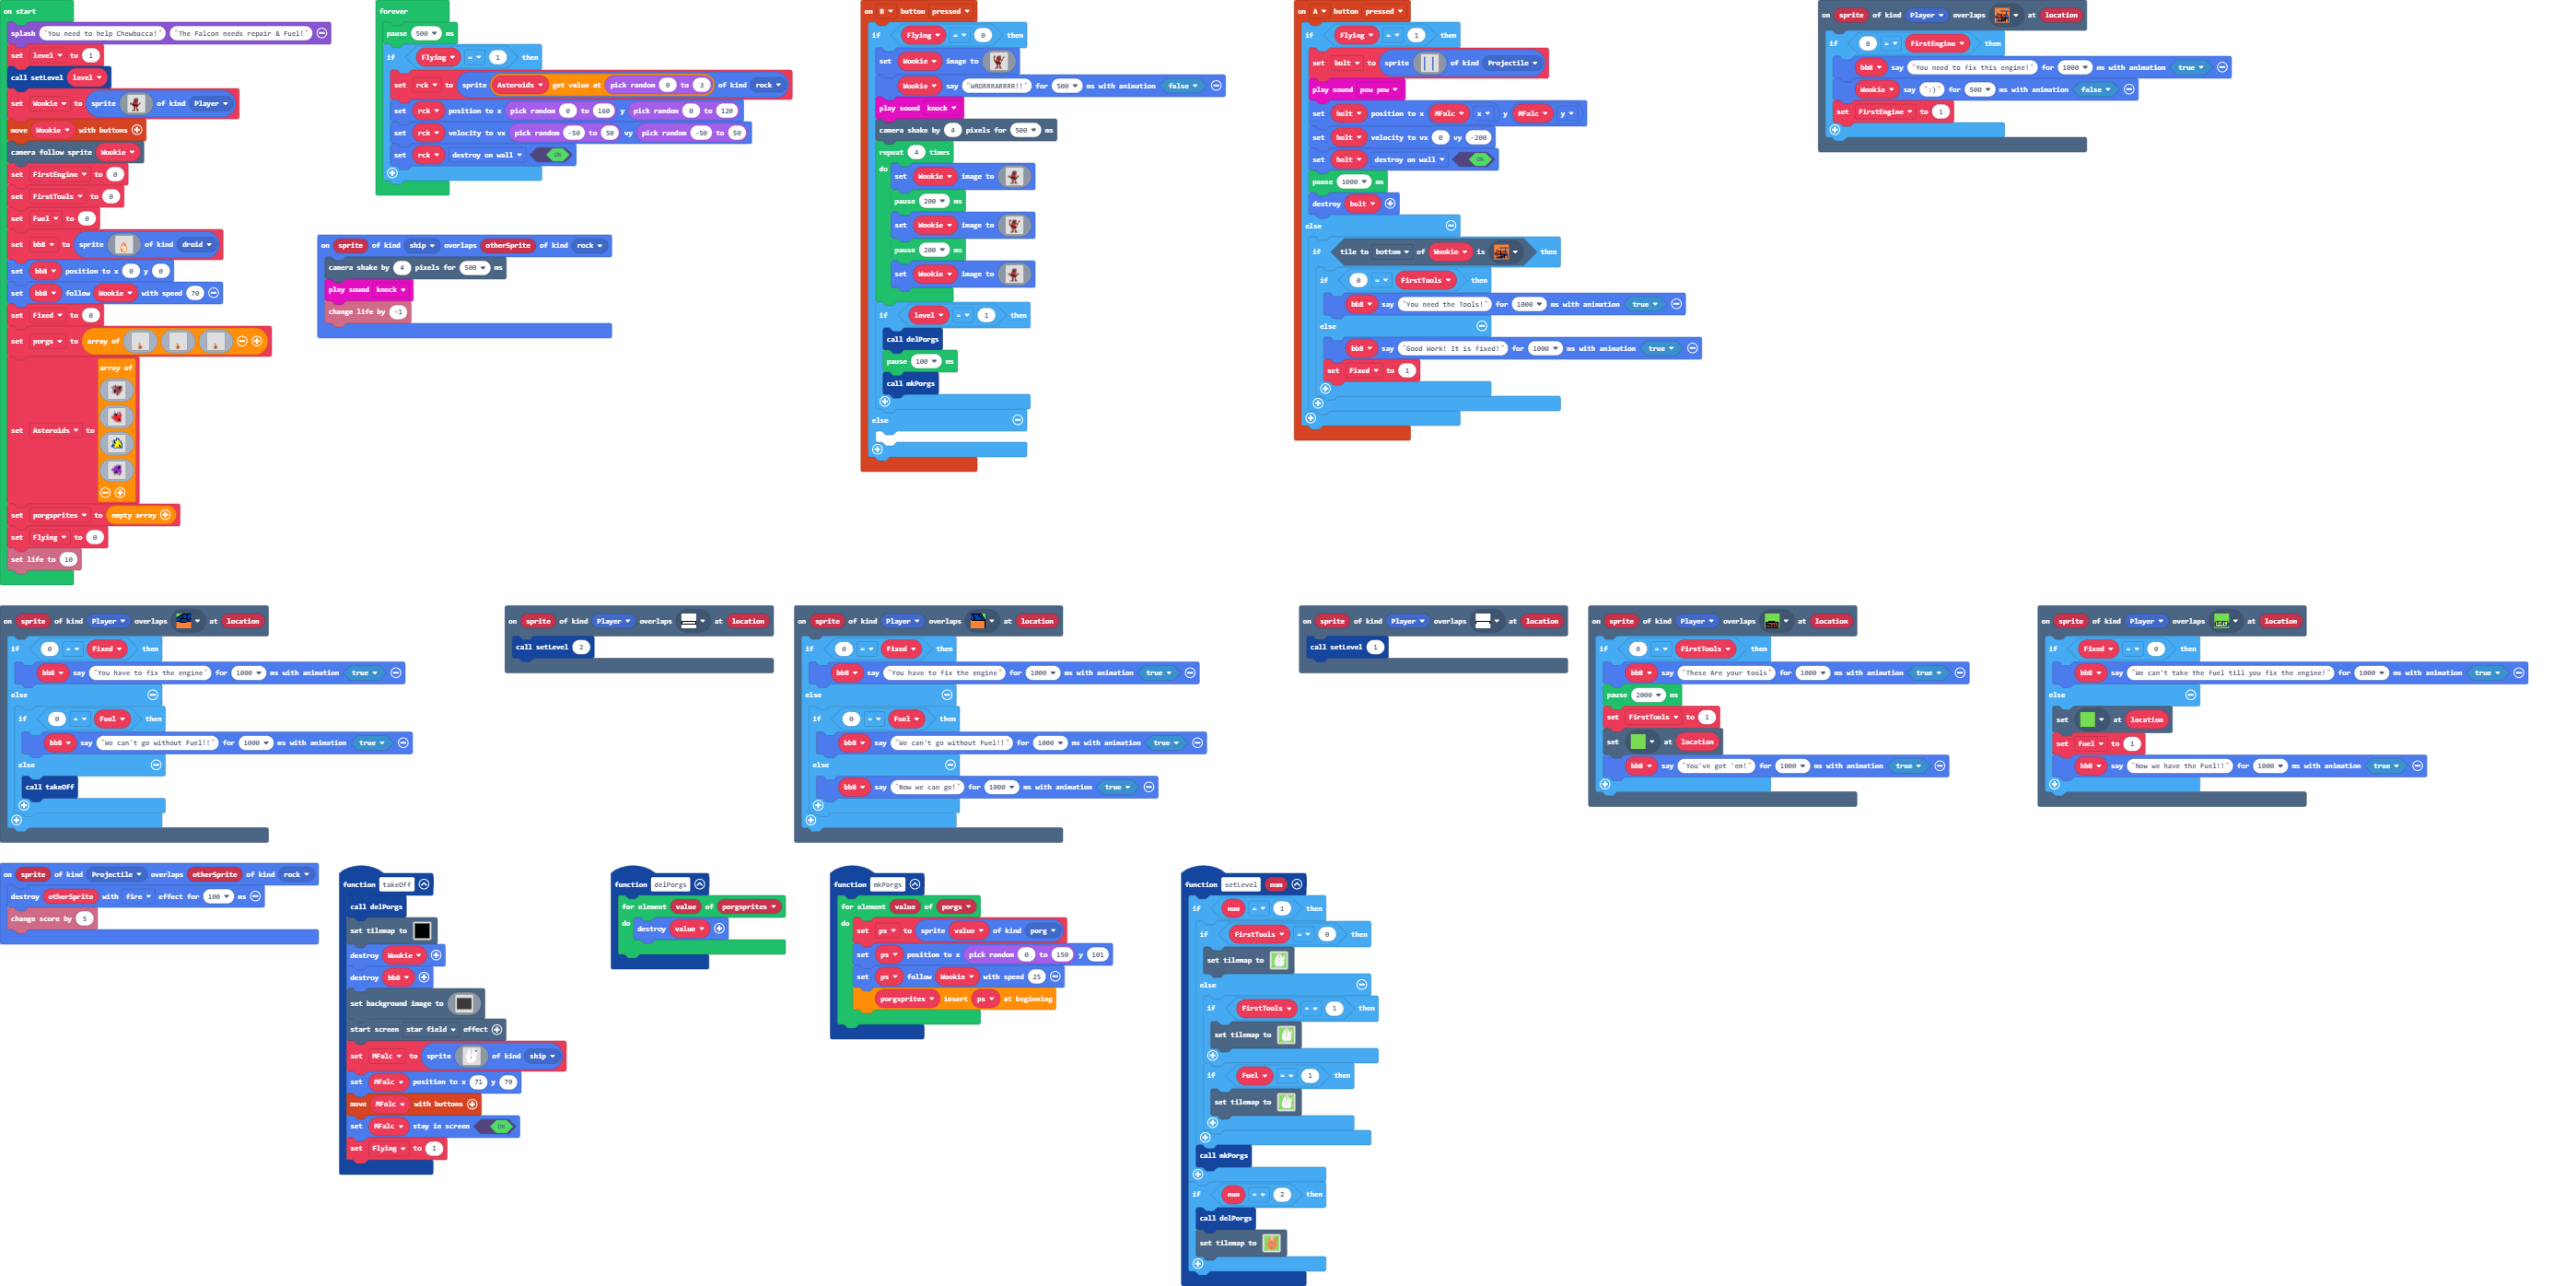 on start
splash "You need to help Chewbacca!" "The Falcon needs repair & Fuel!"
set level to 1
call setLevel level
set Wookie to sprite of kind Player
move Wookie with buttons
camera follow sprite Wookie
set FirstEngine to 0
set FirstTools to 0
set Fuel to 0
set bb8 to sprite of kind droid
set bb8 position to x 0 y 0
set bb8 follow Wookie with speed 70
set Fixed to 0
set porgs to array of
set Asteroids to array of
set porgsprites to empty array
set Flying to 0
set life to 10
forever
pause 500 ms
if Flying = 1 then
set rck to sprite Asteroids get value at pick random 0 to 3 of kind rock
set rck position to x pick random 0 to 160 y pick random 0 to 120
set rck velocity to vx pick random -50 to 50 vy pick random -50 to 50
set rck destroy on wall ON
on sprite of kind ship overlaps otherSprite of kind rock
camera shake by 4 pixels for 500 ms
play sound knock
change life by -1
on B button pressed
if Flying = 0 then
set Wookie image to
Wookie say "WRORRRARRRR!!" for 500 ms with animation false
play sound knock
camera shake by 4 pixels for 500 ms
repeat 4 times
do set Wookie image to
pause 200 ms
set Wookie image to
pause 200 ms
set Wookie image to
if level = 1 then
call delPorgs
pause 100 ms
call mkPorgs
else
on A button pressed
if Flying = 1 then
set bolt to sprite of kind Projectile
play sound pew pew
set bolt position to x MFalc x y MFalc y
set bolt velocity to vx 0 vy -200
set bolt destroy on wall ON
pause 1000 ms
destroy bolt
else
if tile to bottom of Wookie is then
if 0 = FirstTools then
bb8 say "You need the Tools!" for 1000 ms with animation true
else
bb8 say "Good Work! It is fixed!" for 1000 ms with animation true
set Fixed to 1
on sprite of kind Player overlaps at location
if 0 = FirstEngine then
bb8 say "You need to fix this engine!" for 1000 ms with animation true
Wookie say ":)" for 500 ms with animation false
set FirstEngine to 1
on sprite of kind Player overlaps at location
if 0 = Fixed then
bb8 say "You have to fix the engine" for 1000 ms with animation true
else
if 0 = Fuel then
bb8 say "We can't go without Fuel!!" for 1000 ms with animation true
else
call takeOff
on sprite of kind Player overlaps at location
call setLevel 2
on sprite of kind Player overlaps at location
if 0 = Fixed then
bb8 say "You have to fix the engine" for 1000 ms with animation true
else
if 0 = Fuel then
bb8 say "We can't go without Fuel!!" for 1000 ms with animation true
else
bb8 say "Now we can go!" for 1000 ms with animation true
on sprite of kind Player overlaps at location
call setLevel 1
on sprite of kind Player overlaps at location
if 0 = FirstTools then
bb8 say "These Are your tools" for 1000 ms with animation true
pause 2000 ms
set FirstTools to 1
set at location
bb8 say "You've got 'em!" for 1000 ms with animation true
on sprite of kind Player overlaps at location
if Fixed = 0 then
bb8 say "We can't take the fuel till you fix the engine!" for 1000 ms with animation true
else
set at location
set Fuel to 1
bb8 say "Now we have the Fuel!!" for 1000 ms with animation true
on sprite of kind Projectile overlaps otherSprite of kind rock
destroy otherSprite with fire effect for 100 ms
change score by 5
function takeOff
call delPorgs
set tilemap to
destroy Wookie
destroy bb8
set background image to
start screen star field effect
set MFalc to sprite of kind ship
set MFalc position to x 71 y 79
move MFalc with buttons
set MFalc stay in screen ON
set Flying to 1
function delPorgs
for element value of porgsprites
do destroy value
function mkPorgs
for element value of porgs
do set ps to sprite value of kind porg
set ps position to x pick random 0 to 150 y 101
set ps follow Wookie with speed 25
porgsprites insert ps at beginning
function setLevel num
if num = 1 then
if FirstTools = 0 then
set tilemap to
else
if FirstTools = 1 then
set tilemap to
if Fuel = 1 then
set tilemap to
call mkPorgs
if num = 2 then
call delPorgs
set tilemap to